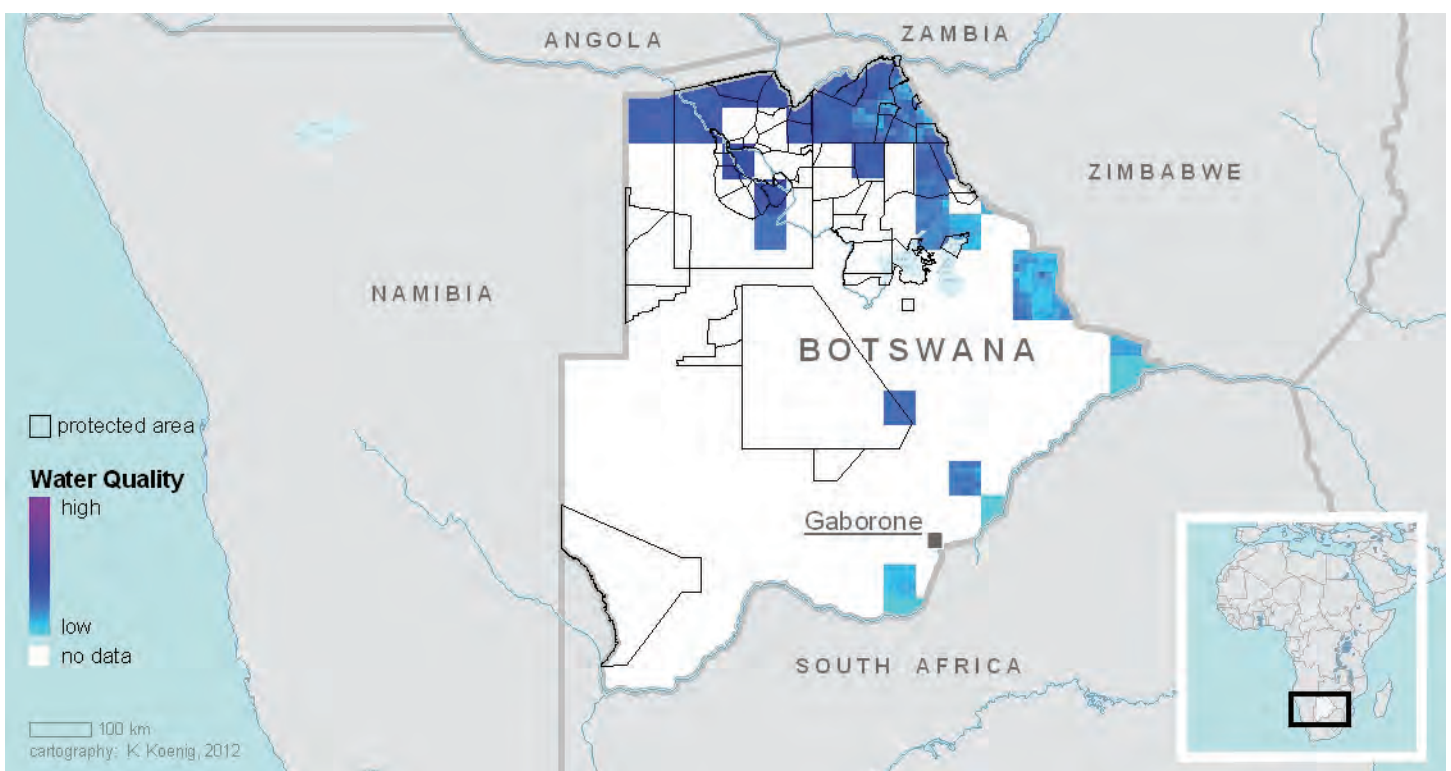 ANGOLA
ZAMBIA
ZIMBABWE
NAMIBIA
BOTSWANA
protected area
Water Quality
high
low
no data
Gaborone
SOUTH AFRICA
100 km
cartography: K. Koenig, 2012